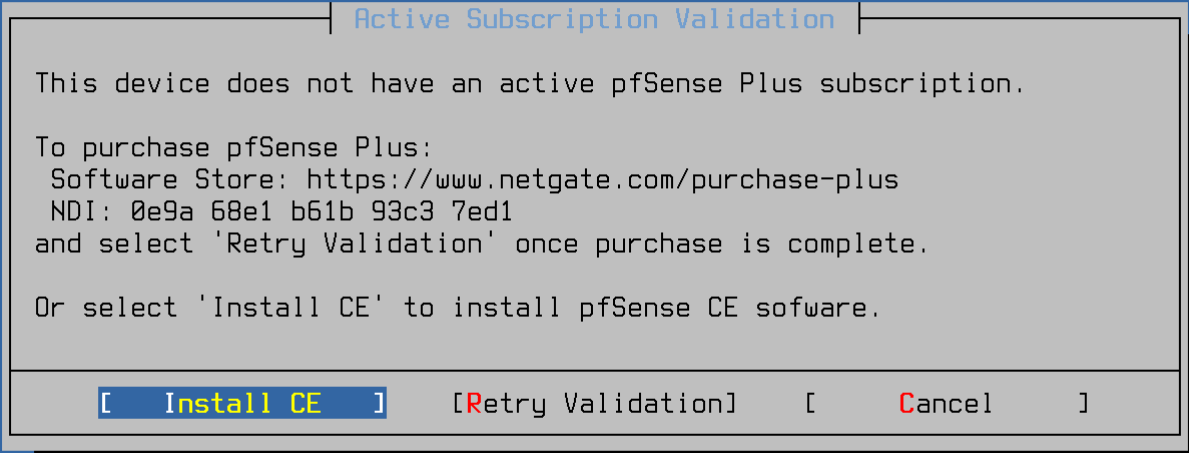 Active Subscription Validation
This device does not have an active pfSense Plus subscription.
To purchase pfSense Plus:
Software Store: https://www.netgate.com/purchase-plus
NDI: 0e9a 68e1 b61b 93c3 7ed1
and select 'Retry Validation' once purchase is complete.
Or select 'Install CE' to install pfSense CE sofware.
[ Install CE ] [Retry Validation] [ Cancel ]